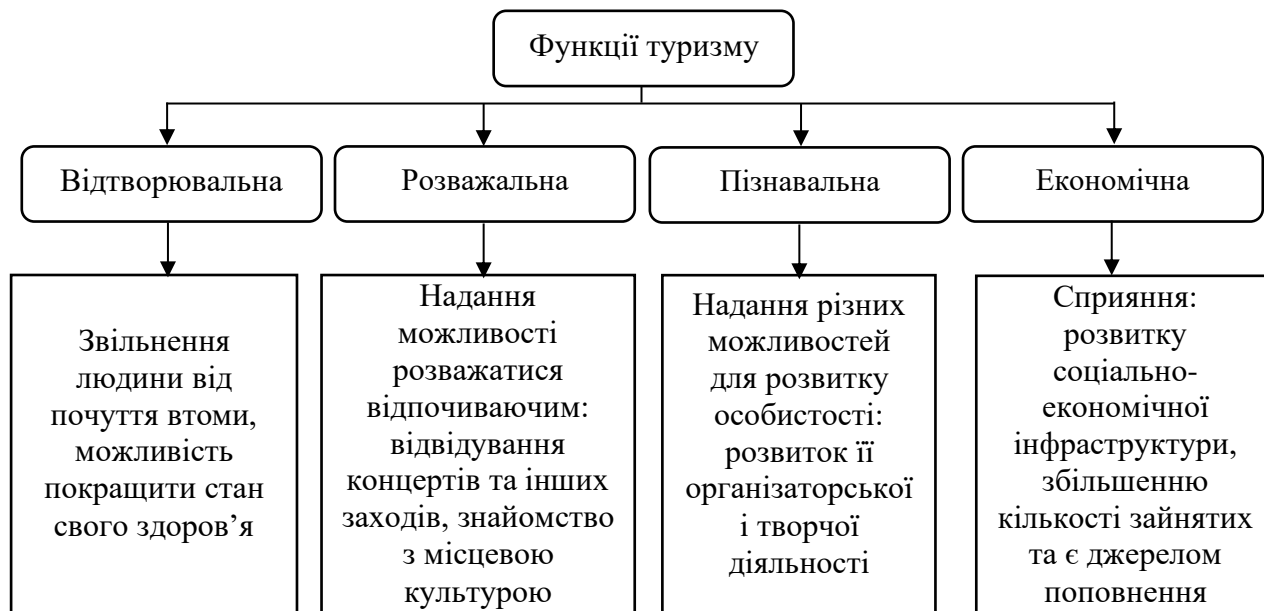 Функції туризму
Відтворювальна
Розважальна
Пізнавальна
Економічна
Звільнення
людини від
почуття втоми,
можливість
покращити стан
свого здоров’я
Надання
можливості
розважатися
відпочиваючим:
відвідування
концертів та інших
заходів, знайомство
з місцевою
культурою
Надання різних
можливостей
для розвитку
особистості:
розвиток її
організаторської
і творчої
діяльності
Сприяння:
розвитку
соціально-
економічної
інфраструктури,
збільшенню
кількості зайнятих
та є джерелом
поповнення